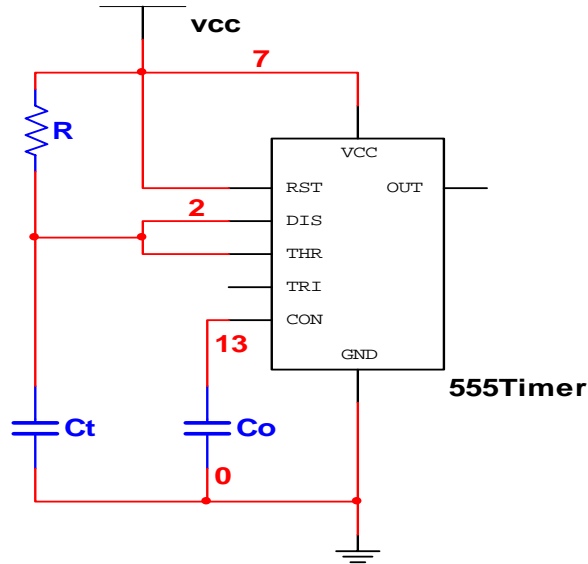 vcc
7
R
VCC
RST OUT
2
DIS
THR
TRI
CON
13
GND
555Timer
Ct Co
0